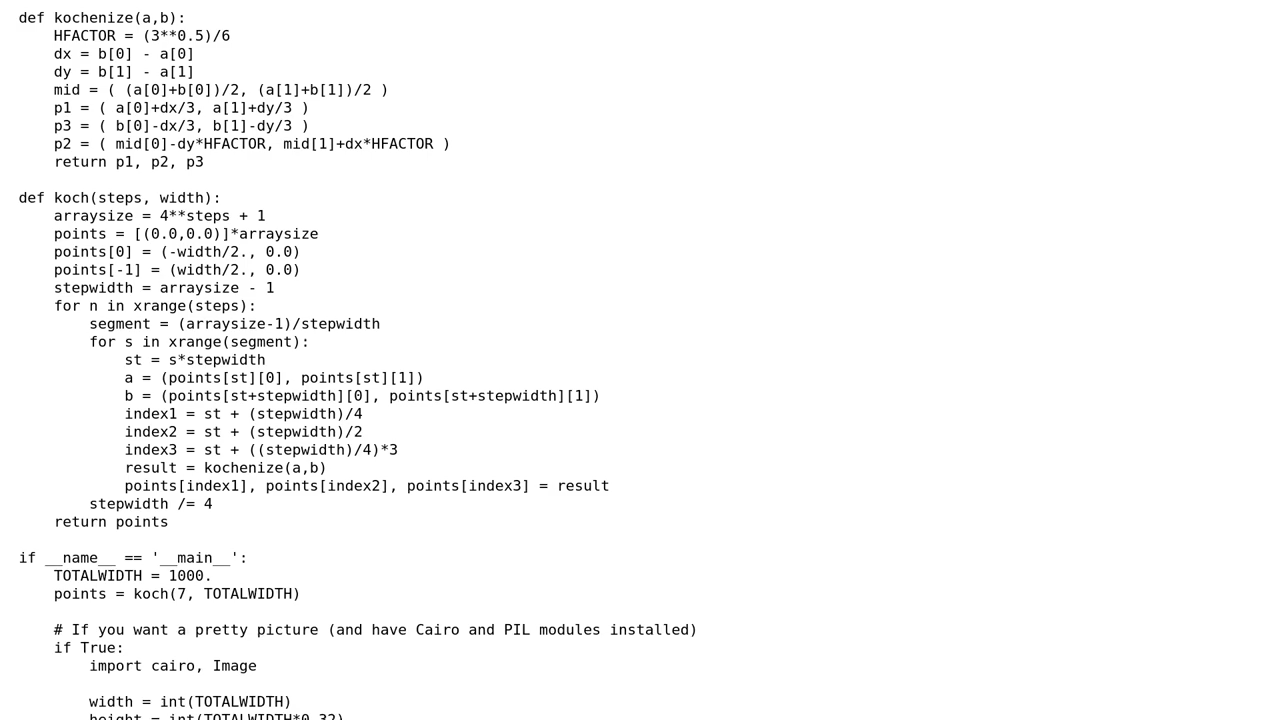 def kochenize(a,b):
    HFACTOR = (3**0.5)/6
    dx = b[0] - a[0]
    dy = b[1] - a[1]
    mid = ( (a[0]+b[0])/2, (a[1]+b[1])/2 )
    p1 = ( a[0]+dx/3, a[1]+dy/3 )
    p3 = ( b[0]-dx/3, b[1]-dy/3 )
    p2 = ( mid[0]-dy*HFACTOR, mid[1]+dx*HFACTOR )
    return p1, p2, p3

def koch(steps, width):
    arraysize = 4**steps + 1
    points = [(0.0,0.0)]*arraysize
    points[0] = (-width/2., 0.0)
    points[-1] = (width/2., 0.0)
    stepwidth = arraysize - 1
    for n in xrange(steps):
        segment = (arraysize-1)/stepwidth
        for s in xrange(segment):
            st = s*stepwidth
            a = (points[st][0], points[st][1])
            b = (points[st+stepwidth][0], points[st+stepwidth][1])
            index1 = st + (stepwidth)/4
            index2 = st + (stepwidth)/2
            index3 = st + ((stepwidth)/4)*3
            result = kochenize(a,b)
            points[index1], points[index2], points[index3] = result
        stepwidth /= 4
    return points

if __name__ == '__main__':
    TOTALWIDTH = 1000.
    points = koch(7, TOTALWIDTH)

    # If you want a pretty picture (and have Cairo and PIL modules installed)
    if True:
        import cairo, Image

        width = int(TOTALWIDTH)
        height = int(TOTALWIDTH*0.32)